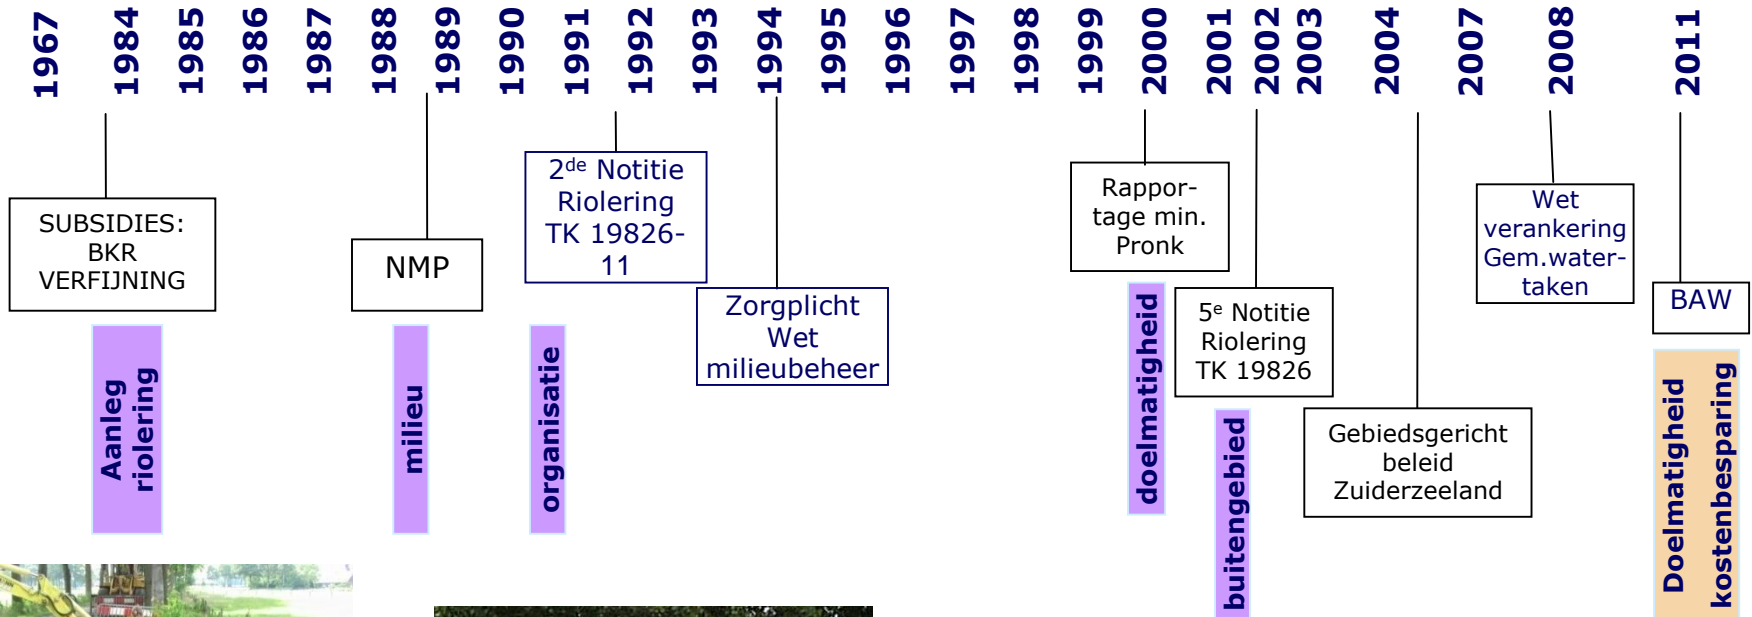 1967 1984 1985 1986 1987 1988 1989 1990 1991 1992 1993 1994 1995 1996 1997 1998 1999 2000 2001 2002 2003 2004 2007 2008 2011
SUBSIDIES:
BKR
VERFIJNING
Aanleg
riolering
NMP
milieu
2de Notitie
Riolering
TK 19826-
11
organisatie
Zorgplicht
Wet
milieubeheer
Rappor-
tage min.
Pronk
doelmatigheid
5e Notitie
Riolering
TK 19826
buitengebied
Gebiedsgericht
beleid
Zuiderzeeland
Wet
verankering
Gem.water-
taken
BAW
Doelmatigheid
kostenbesparing